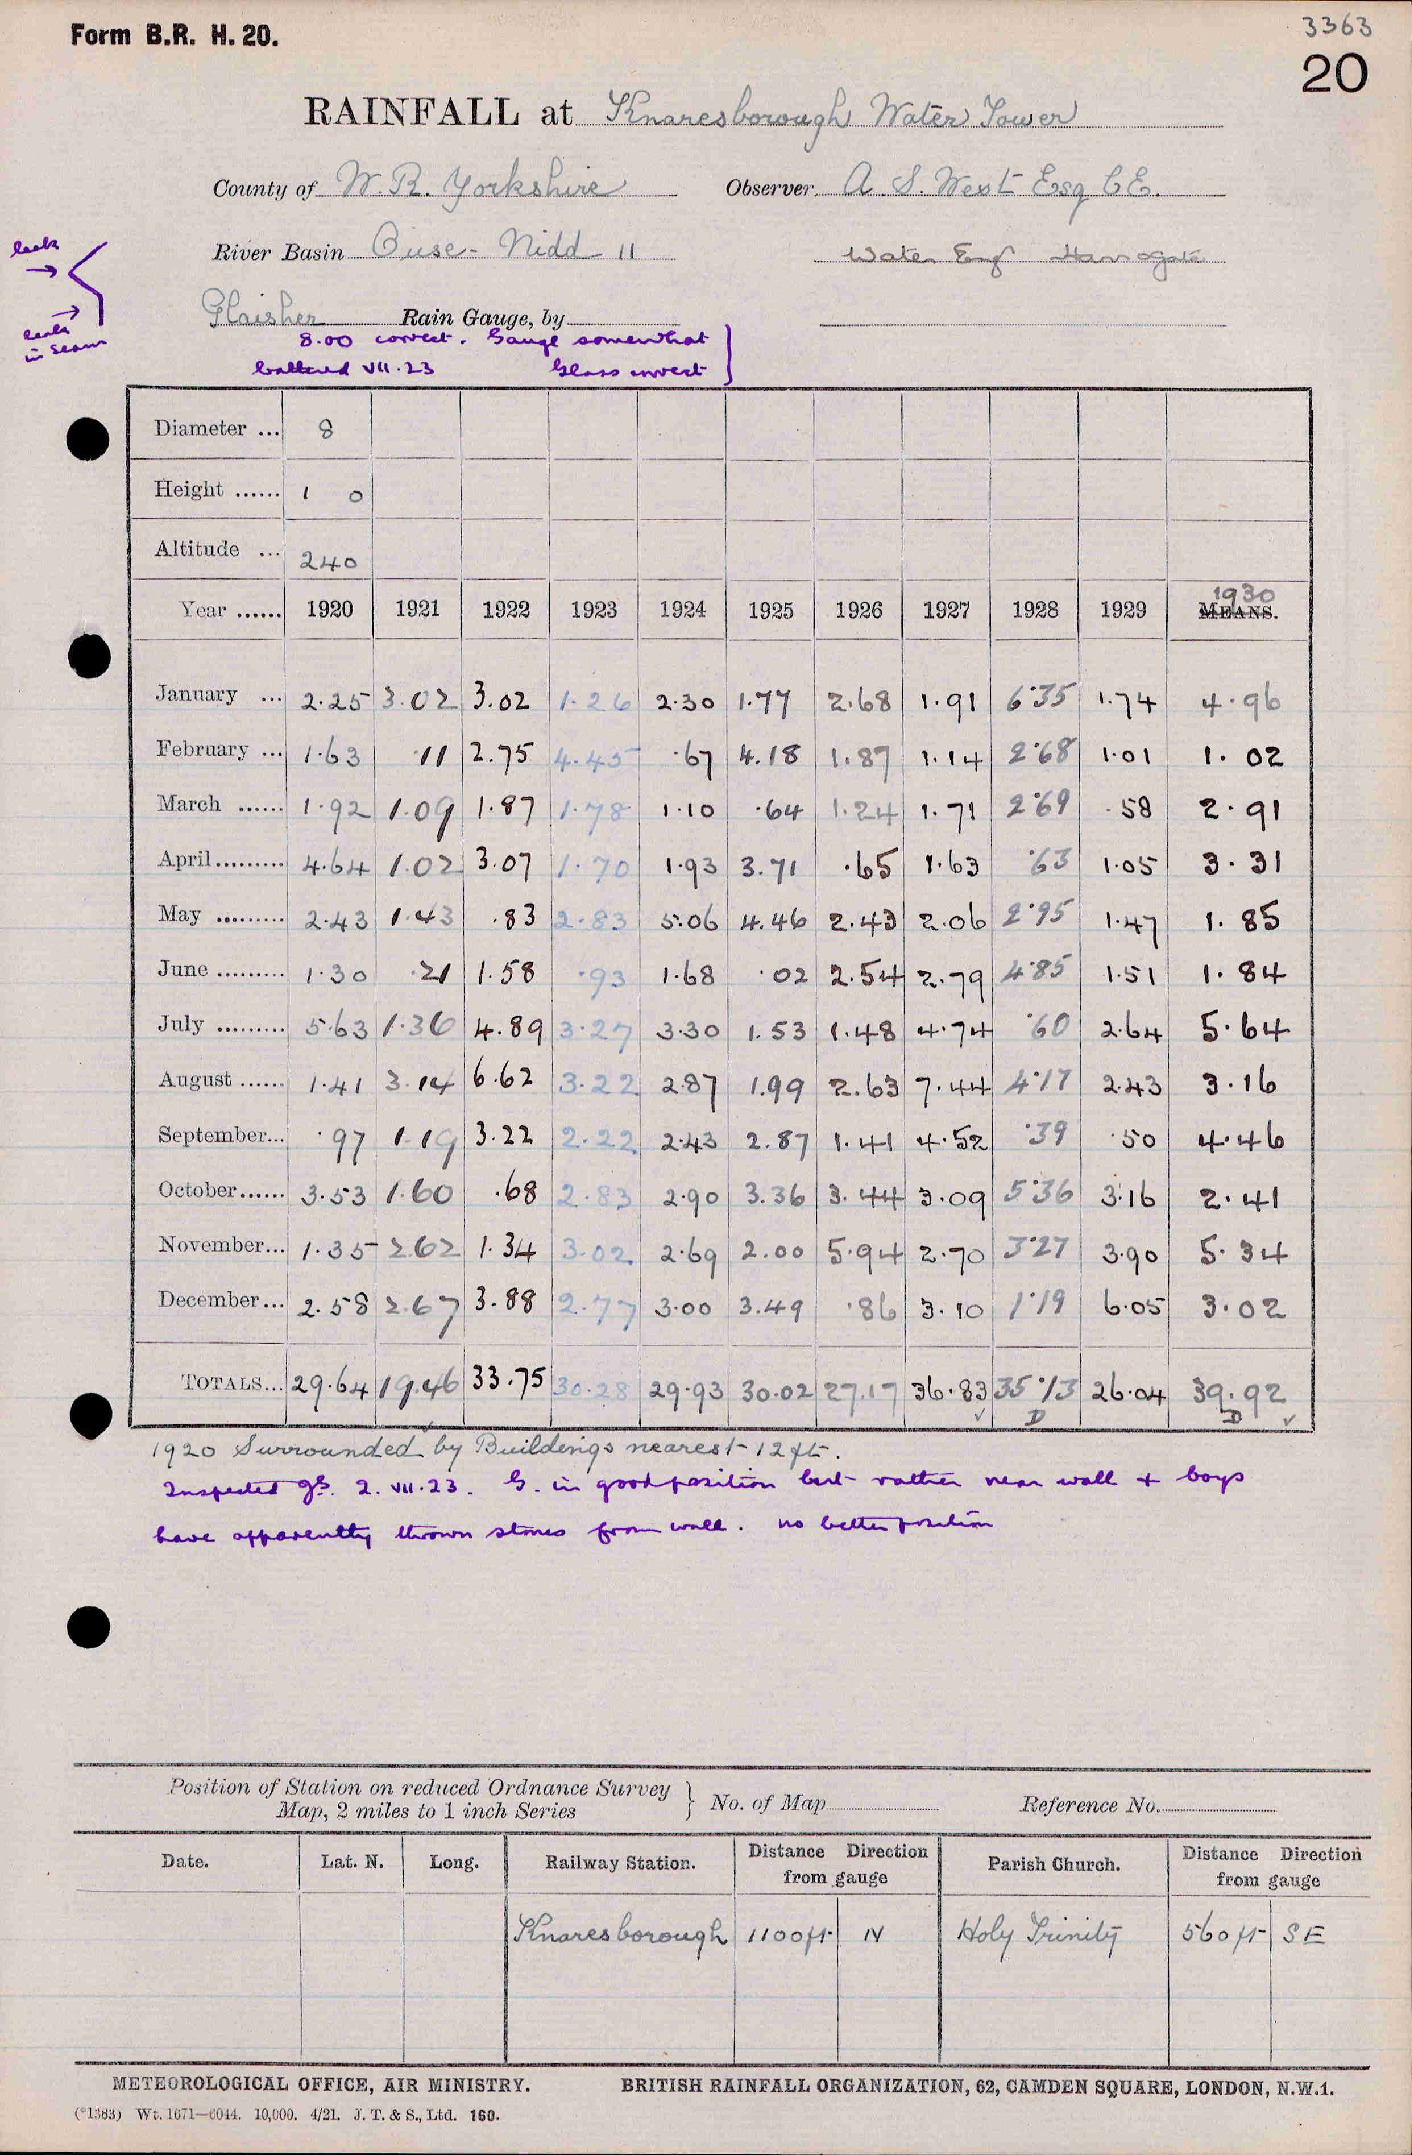 Form B.R. H. 20.
3363
20
RAINFALL at Knaresborough Water Tower
County of W. R. Yorkshire Observer. A. S. West Esq C.E.
River Basin Ouse - Nidd 11 Water Engr Harrogate
leak
Glaisher Rain Gauge, by
leak in seam
8.00 correct. Gauge somewhat
battered VII.23 Glass correct
Diameter ... 8
Height ...... 1 0
Altitude ... 240
Year ...... 1920 1921 1922 1923 1924 1925 1926 1927 1928 1929 MEANS. 1930
January ... 2.25 3.02 3.02 1.26 2.30 1.77 2.68 1.91 6.35 1.74 4.96
February ... 1.63 .11 2.75 4.45 .67 4.18 1.87 1.14 2.68 1.01 1.02
March ...... 1.92 1.09 1.87 1.78 1.10 .64 1.24 1.71 2.69 .58 2.91
April......... 4.64 1.02 3.07 1.70 1.93 3.71 .65 1.63 .63 1.05 3.31
May ......... 2.43 1.43 .83 2.83 5.06 4.46 2.43 2.06 2.95 1.47 1.85
June ......... 1.30 .21 1.58 .93 1.68 .02 2.54 2.79 4.85 1.51 1.84
July ......... 5.63 1.36 4.89 3.27 3.30 1.53 1.48 4.74 .60 2.64 5.64
August ...... 1.41 3.14 6.62 3.22 2.87 1.99 2.63 7.44 4.17 2.43 3.16
September... .97 1.19 3.22 2.22 2.43 2.87 1.41 4.52 .39 .50 4.46
October...... 3.53 1.60 .68 2.83 2.90 3.36 3.44 3.09 5.36 3.16 2.41
November... 1.35 2.62 1.34 3.02 2.69 2.00 5.94 2.70 3.27 3.90 5.34
December... 2.58 2.67 3.88 2.77 3.00 3.49 .86 3.10 1.19 6.05 3.02
TOTALS... 29.64 19.46 33.75 30.28 29.93 30.02 27.17 36.83 35.13 26.04 39.92
✓ ✓ D D ✓
1920 Surrounded by Buildings nearest 12 ft.
Inspected 2.VII.23. G. in good position but rather near wall + boys
have apparently thrown stones from wall. no better position
Position of Station on reduced Ordnance Survey
Map, 2 miles to 1 inch Series } No. of Map Reference No.
Date. Lat. N. Long. Railway Station. Distance Direction from gauge Parish Church. Distance Direction from gauge
Knaresborough 1100 ft N Holy Trinity 560 ft SE
METEOROLOGICAL OFFICE, AIR MINISTRY. BRITISH RAINFALL ORGANIZATION, 62, CAMDEN SQUARE, LONDON, N.W.1.
(*1383) Wt. 1671—6044. 10,000. 4/21. J. T. & S., Ltd. 160.